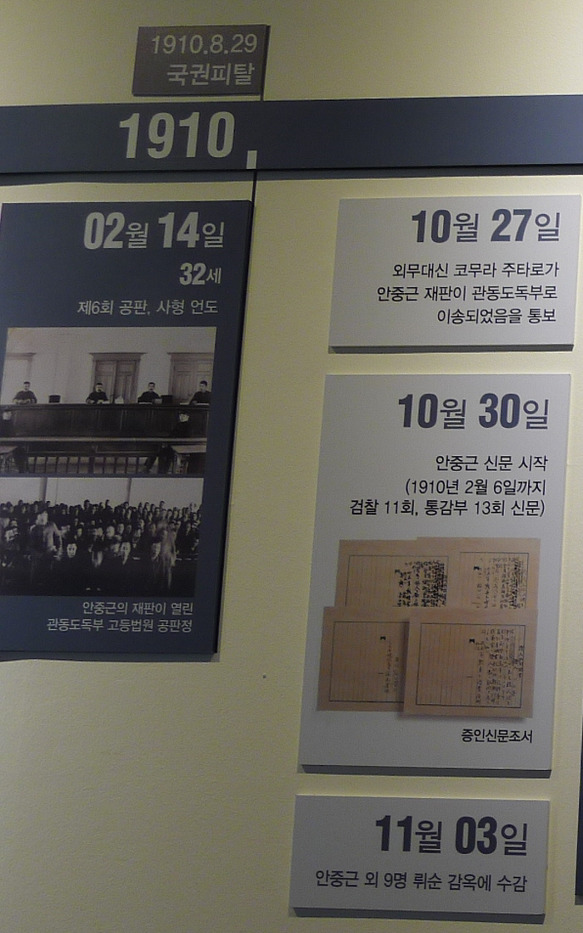 1910.8.29
국권피탈
1910.
02월 14일
32세
제6회 공판, 사형 언도
안중근의 재판이 열린
관동도독부 고등법원 공판정
10월 27일
외무대신 코무라 주타로가
안중근 재판이 관동도독부로
이송되었음을 통보
10월 30일
안중근 신문 시작
(1910년 2월 6일까지
검찰 11회, 통감부 13회 신문)
증인신문조서
11월 03일
안중근 외 9명 뤼순 감옥에 수감